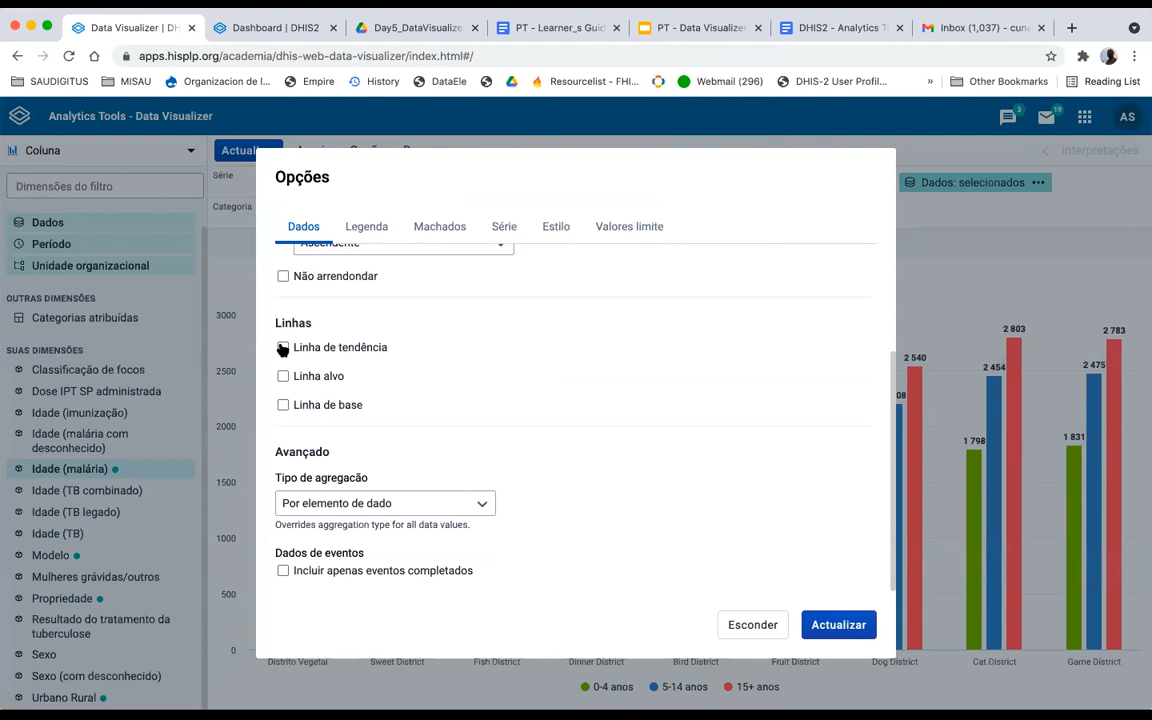 Data Visualizer | DH
Dashboard | DHIS2
Day5_DataVisualize
PT - Learner_s Guid
PT - Data Visualize
DHIS2 - Analytics T
Inbox (1,037) - cun
apps.hisplp.org/academia/dhis-web-data-visualizer/index.html#/
SAUDIGITUS
MISAU
Organizacion de I...
Empire
History
DataEle
Resourcelist - FHI...
Webmail (296)
DHIS-2 User Profil...
»
Other Bookmarks
Reading List
Analytics Tools - Data Visualizer
3
19
AS
Coluna
Dimensões do filtro
Dados
Período
Unidade organizacional
OUTRAS DIMENSÕES
Categorias atribuídas
SUAS DIMENSÕES
Classificação de focos
Dose IPT SP administrada
Idade (imunização)
Idade (malária com
desconhecido)
Idade (malária)
Idade (TB combinado)
Idade (TB legado)
Idade (TB)
Modelo
Mulheres grávidas/outros
Propriedade
Resultado do tratamento da
tuberculose
Sexo
Sexo (com desconhecido)
Urbano Rural
Interpretações
Série
Categoria
Dados: selecionados
Opções
Dados
Legenda
Machados
Série
Estilo
Valores limite
Ascendente
Não arrendondar
Linhas
Linha de tendência
Linha alvo
Linha de base
Avançado
Tipo de agregacão
Por elemento de dado
Overrides aggregation type for all data values.
Dados de eventos
Incluir apenas eventos completados
Esconder
Actualizar
3000
2500
2000
1500
1000
500
0
2 540
1 798
2 454
2 803
1 831
2 475
2 783
Distrito Vegetal
Sweet District
Fish District
Dinner District
Bird District
Fruit District
Dog District
Cat District
Game District
0-4 anos
5-14 anos
15+ anos